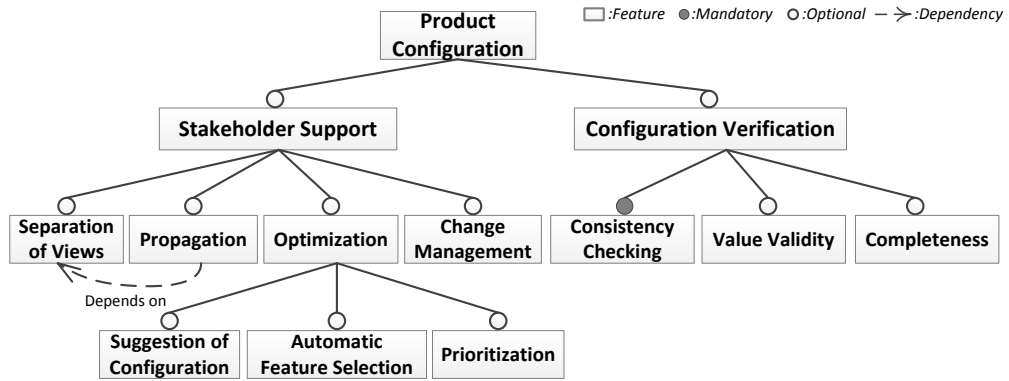 Product
Configuration
:Feature :Mandatory :Optional :Dependency
Stakeholder Support
Configuration Verification
Separation
of Views
Propagation
Optimization
Change
Management
Consistency
Checking
Value Validity
Completeness
Depends on
Suggestion of
Configuration
Automatic
Feature Selection
Prioritization